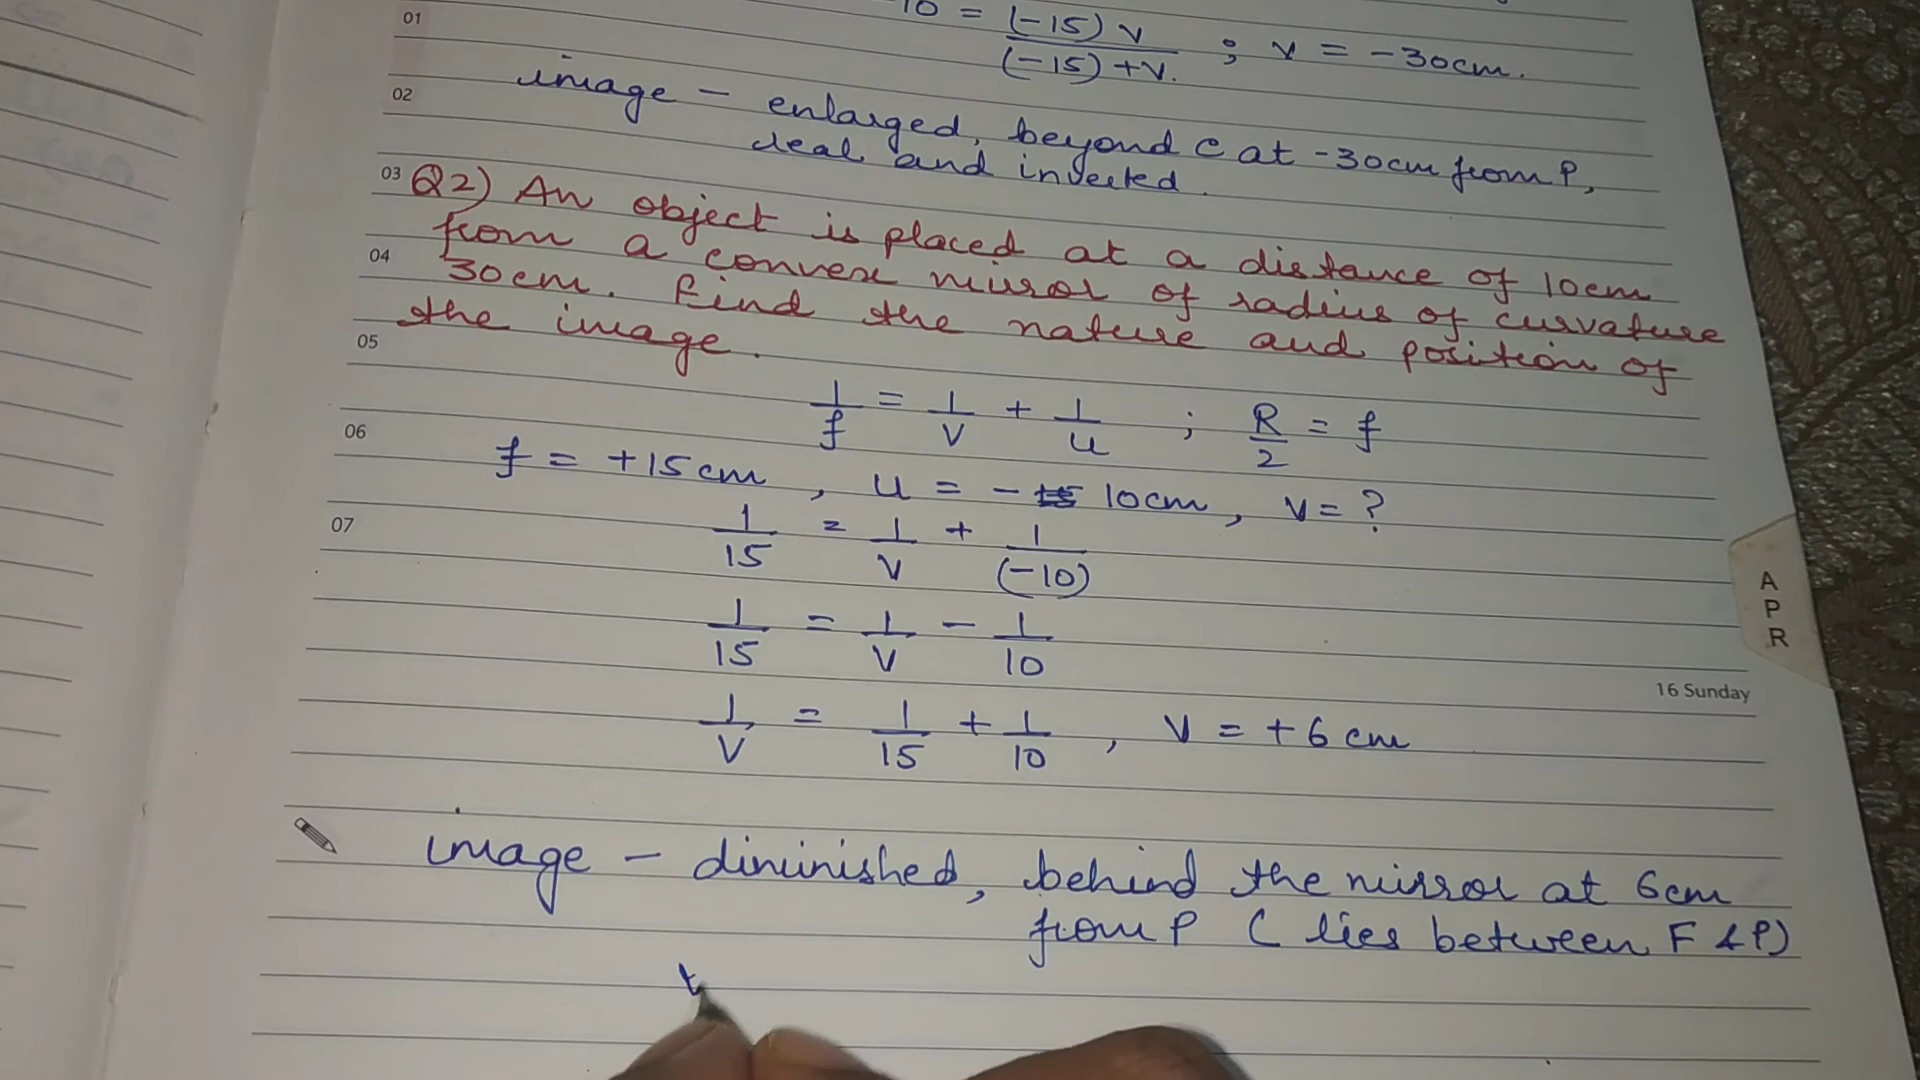 01
10 = (-15) v / (-15) + v. ; v = -30cm.
02
image - enlarged, beyond C at -30cm from P,
real and inverted.
03 Q2) An object is placed at a distance of 10cm
04 from a convex mirror of radius of curvature
30cm. Find the nature and position of
05 the image.
1/f = 1/v + 1/u ; R/2 = f
06
f = +15cm, u = - 10cm, v = ?
07
1/15 = 1/v + 1/(-10)
1/15 = 1/v - 1/10
1/v = 1/15 + 1/10, v = +6 cm
image - diminished, behind the mirror at 6cm
from P ( lies between F & P)
A
P
R
16 Sunday